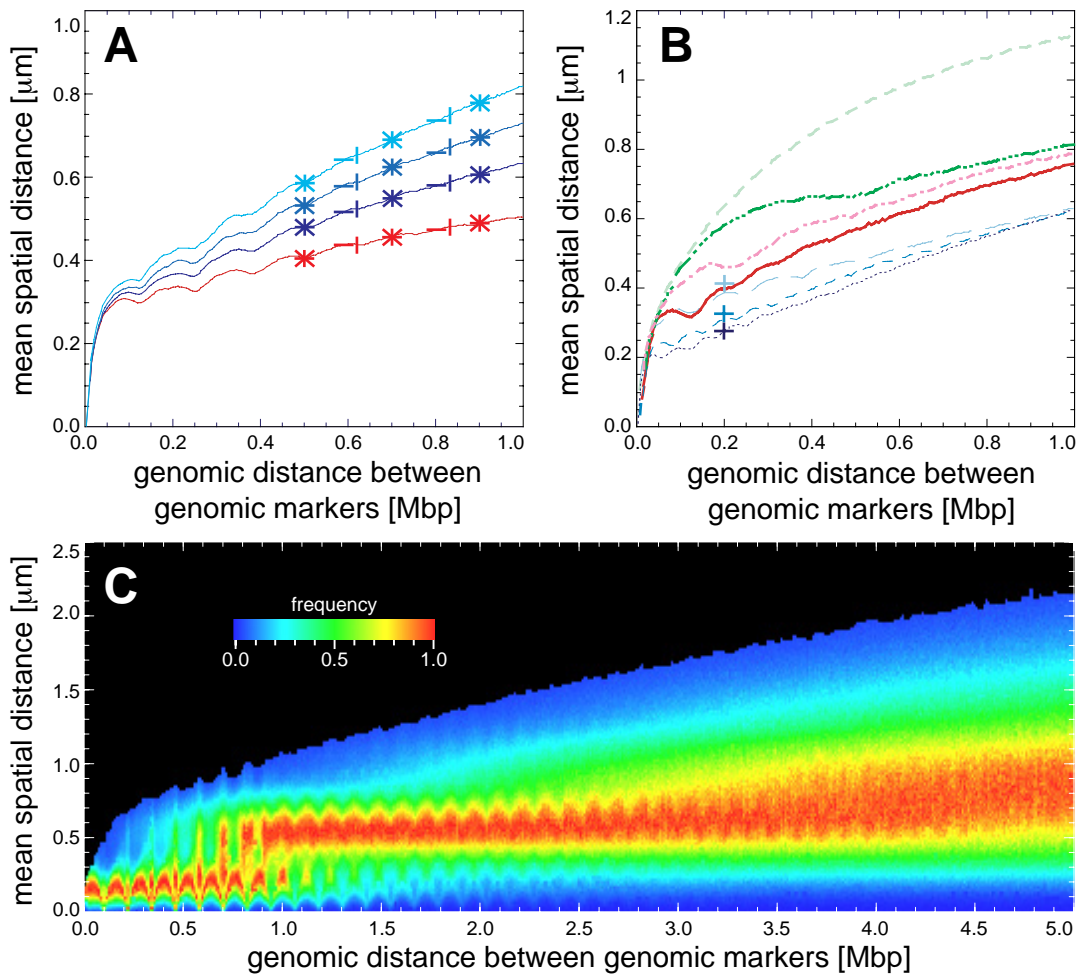 A
1.0
0.8
0.6
0.4
0.2
0.0
mean spatial distance [μm]
0.0 0.2 0.4 0.6 0.8 1.0
genomic distance between
genomic markers [Mbp]
B
1.2
1
0.8
0.6
0.4
0.2
0.0
mean spatial distance [μm]
0.0 0.2 0.4 0.6 0.8 1.0
genomic distance between
genomic markers [Mbp]
C
2.5
2.0
1.5
1.0
0.5
0.0
mean spatial distance [μm]
frequency
0.0 0.5 1.0
0.0 0.5 1.0 1.5 2.0 2.5 3.0 3.5 4.0 4.5 5.0
genomic distance between genomic markers [Mbp]